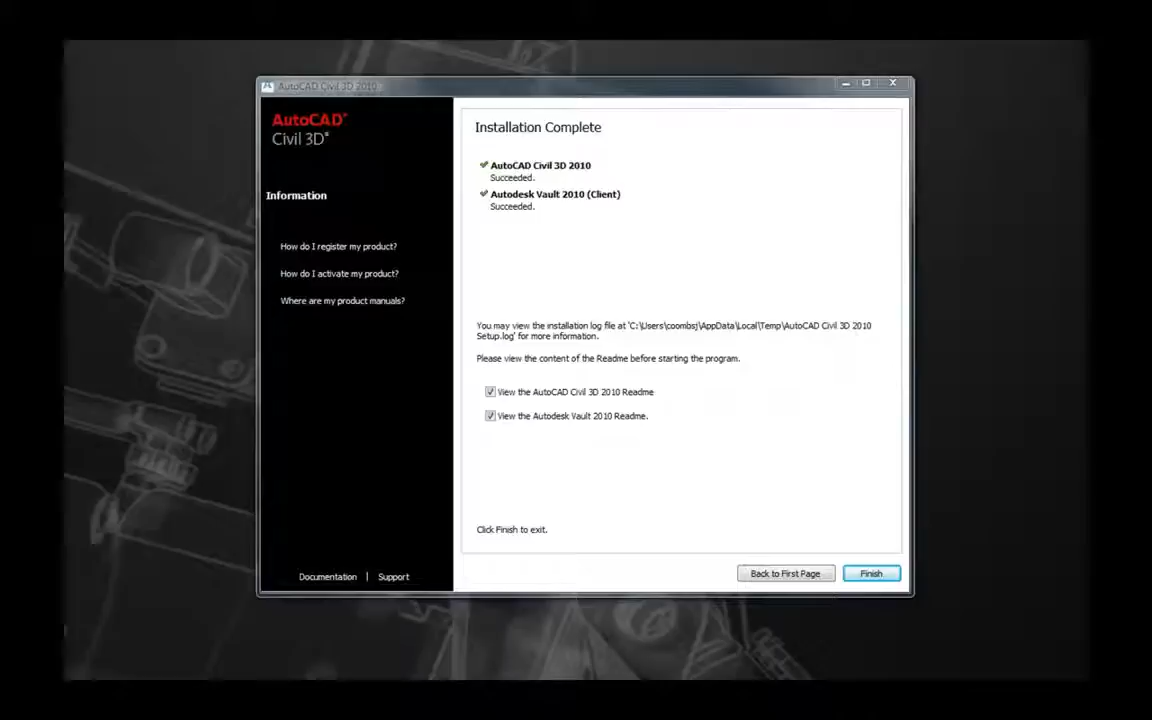 AutoCAD Civil 3D 2010
AutoCAD
Civil 3D®
Information
How do I register my product?
How do I activate my product?
Where are my product manuals?
Documentation | Support
Installation Complete
AutoCAD Civil 3D 2010
Succeeded.
Autodesk Vault 2010 (Client)
Succeeded.
You may view the installation log file at 'C:\Users\coombsj\AppData\Local\Temp\AutoCAD Civil 3D 2010
Setup.log' for more information.
Please view the content of the Readme before starting the program.
View the AutoCAD Civil 3D 2010 Readme
View the Autodesk Vault 2010 Readme.
Click Finish to exit.
Back to First Page
Finish